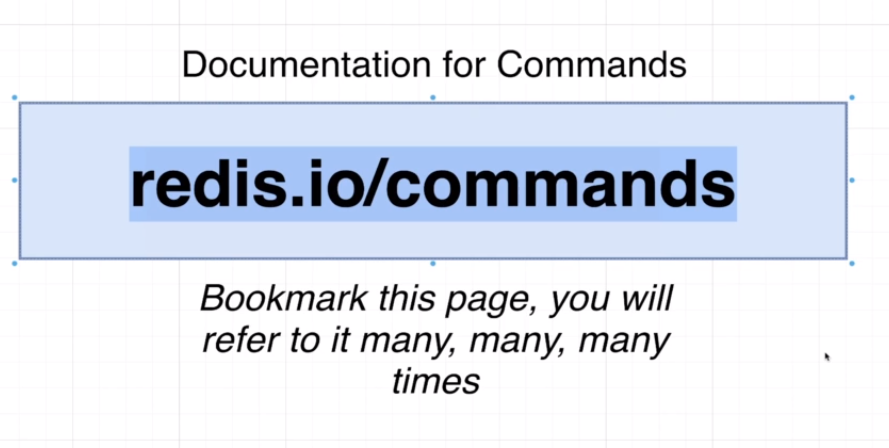 Documentation for Commands
redis.io/commands
Bookmark this page, you will
refer to it many, many, many
times